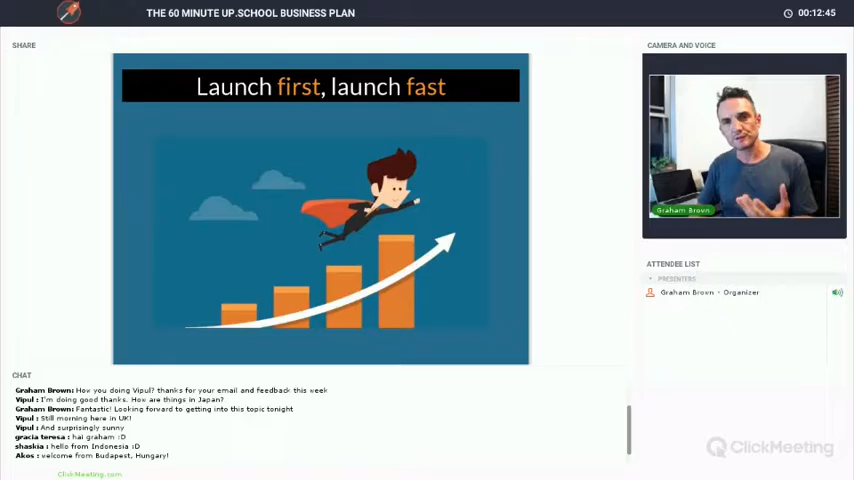 THE 60 MINUTE UP.SCHOOL BUSINESS PLAN
00:12:45
SHARE
CAMERA AND VOICE
Launch first, launch fast
Graham Brown
ATTENDEE LIST
PRESENTERS
Graham Brown - Organizer
CHAT
Graham Brown: How you doing Vipul? thanks for your email and feedback this week
Vipul : I'm doing good thanks. How are things in Japan?
Graham Brown: Fantastic! Looking forward to getting into this topic tonight
Vipul : Still morning here in UK!
Vipul : And surprisingly sunny
gracia teresa : hai graham :D
shaskia : hello from Indonesia :D
Akos : welcome from Budapest, Hungary!
ClickMeeting.com
ClickMeeting